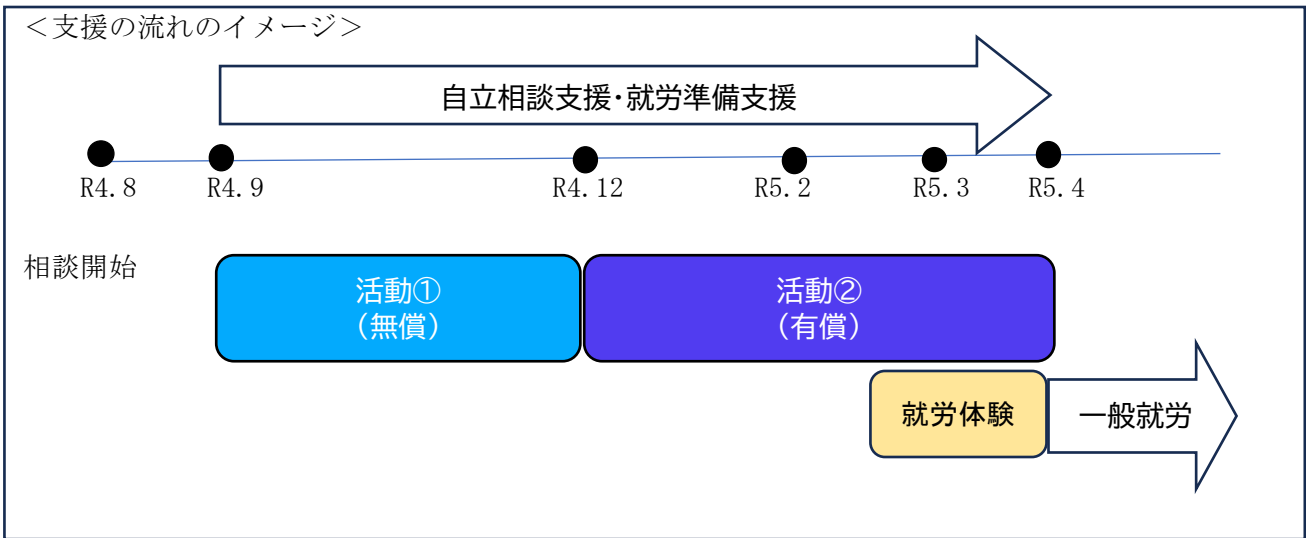 ＜支援の流れのイメージ＞
自立相談支援・就労準備支援
R4.8 R4.9 R4.12 R5.2 R5.3 R5.4
相談開始
活動①
（無償）
活動②
（有償）
就労体験
一般就労